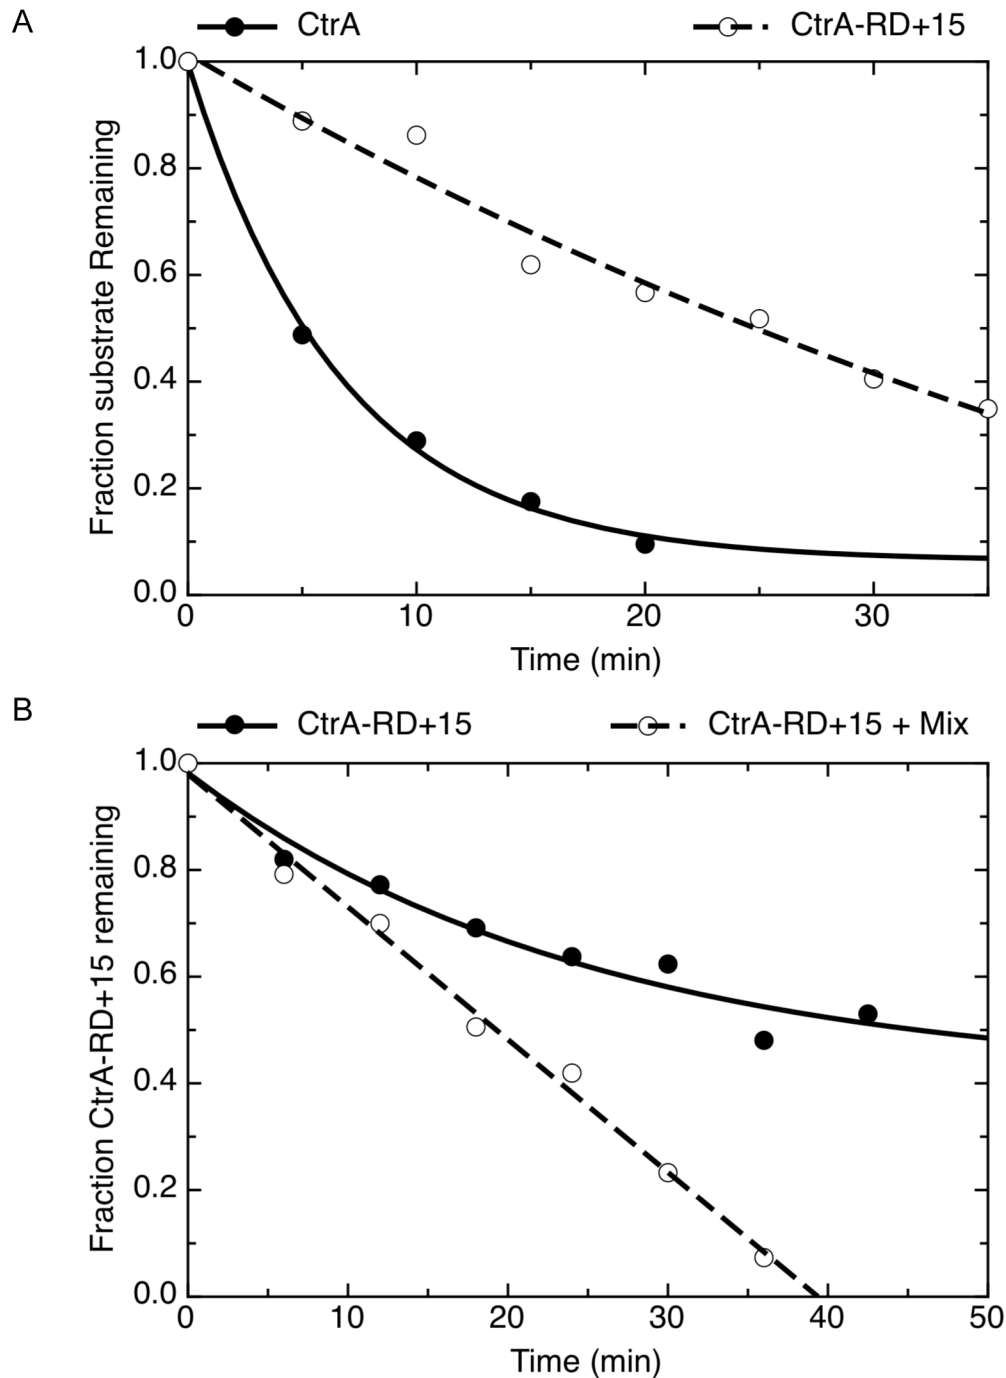 A
CtrA
CtrA-RD+15
1.0
0.8
0.6
0.4
0.2
0.0
Fraction substrate Remaining
0
10
20
30
Time (min)
B
CtrA-RD+15
CtrA-RD+15 + Mix
1.0
0.8
0.6
0.4
0.2
0.0
Fraction CtrA-RD+15 remaining
0
10
20
30
40
50
Time (min)